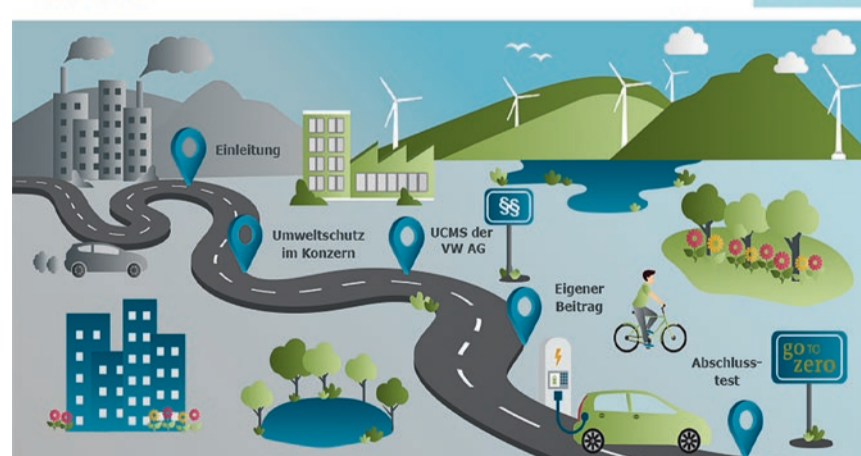 Einleitung
Umweltschutz
im Konzern
UCMS der
VW AG
§§
Eigener
Beitrag
Abschluss-
test
go TO
zero